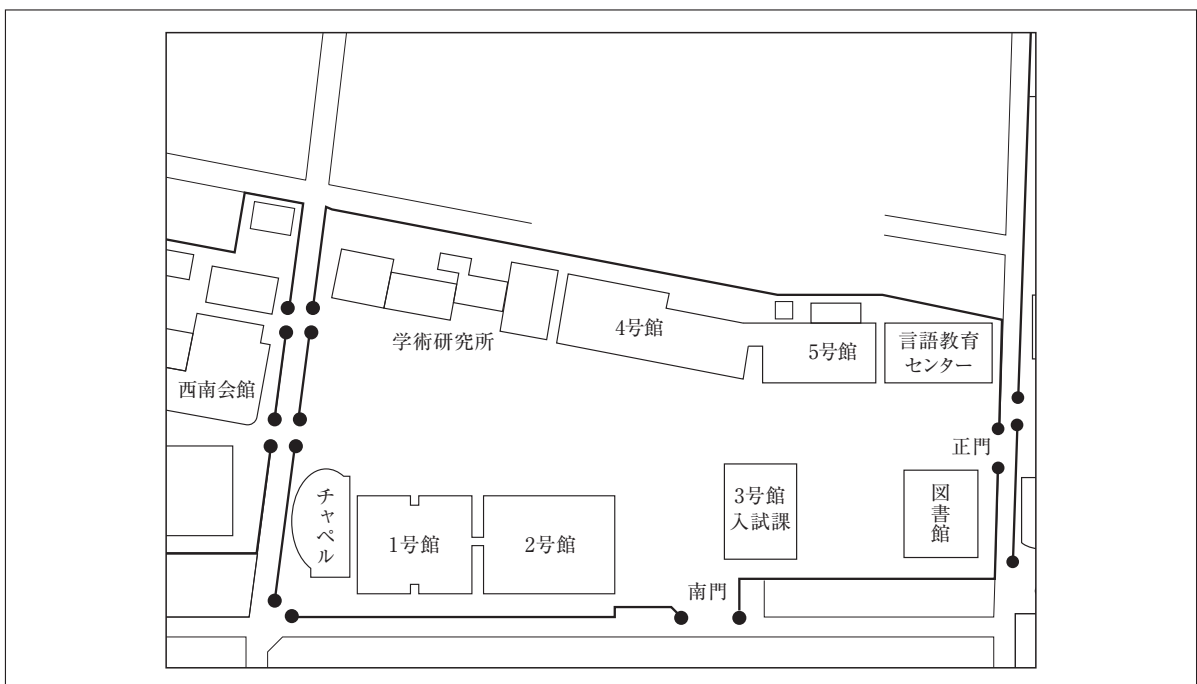 4号館
学術研究所
5号館
言語教育
センター
西南会館
正門
チャペル
1号館
2号館
3号館
入試課
図書館
南門